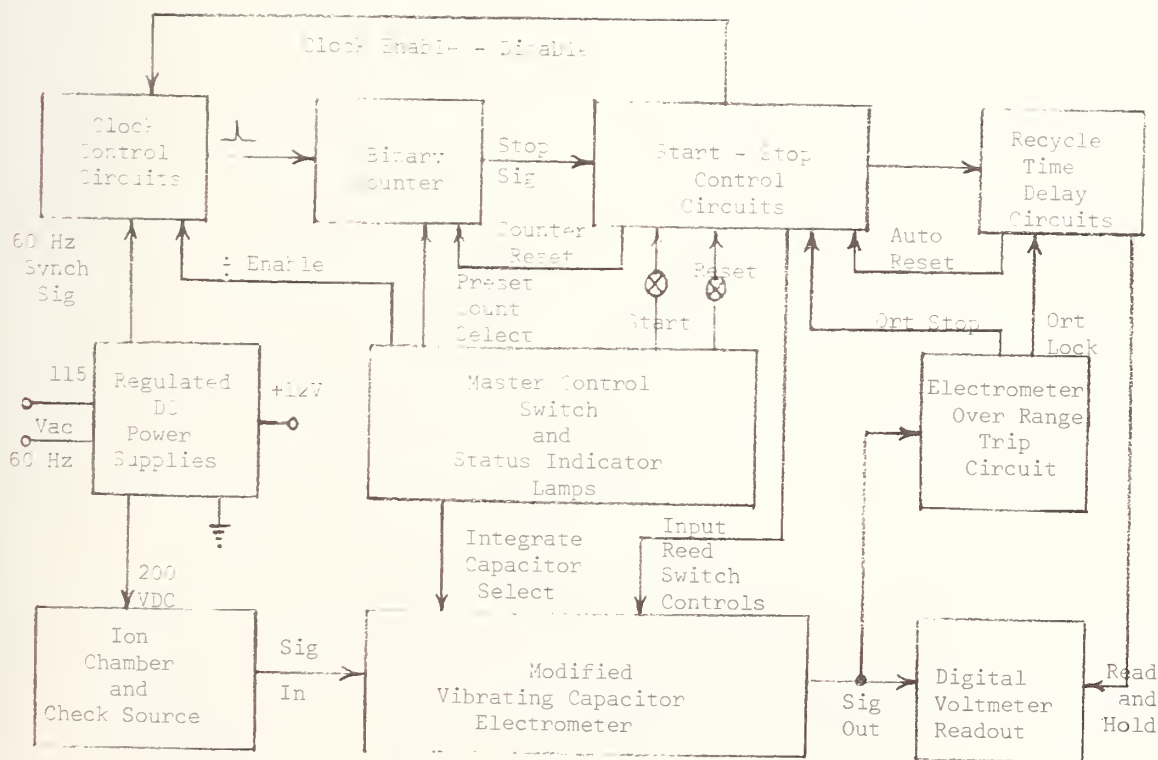 Clock Enable - Disable
Clock
Control
Circuits
Binary
Counter
Stop
Sig
Start - Stop
Control
Circuits
Recycle
Time
Delay
Circuits
60 Hz
Synch
Sig
÷ Enable
Counter
Reset
Preset
Count
Select
Start
Reset
Auto
Reset
Ort Stop
Ort
Lock
115
Vac
60 Hz
Regulated
DC
Power
Supplies
+12V
Master Control
Switch
and
Status Indicator
Lamps
Electrometer
Over Range
Trip
Circuit
200
VDC
Integrate
Capacitor
Select
Input
Reed
Switch
Controls
Ion
Chamber
and
Check Source
Sig
In
Modified
Vibrating Capacitor
Electrometer
Sig
Out
Digital
Voltmeter
Readout
Read
and
Hold